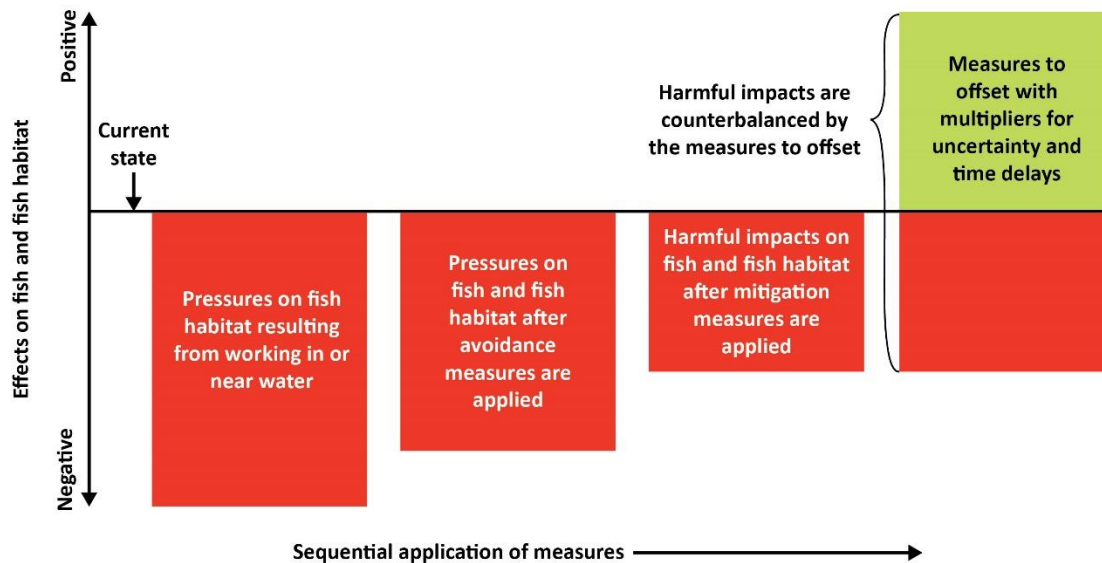 Effects on fish and fish habitat
Positive
Negative
Current
state
Pressures on fish
habitat resulting
from working in or
near water
Pressures on
fish and fish
habitat after
avoidance
measures are
applied
Harmful impacts on
fish and fish habitat
after mitigation
measures are
applied
Harmful impacts are
counterbalanced by
the measures to offset
Measures to
offset with
multipliers for
uncertainty and
time delays
Sequential application of measures